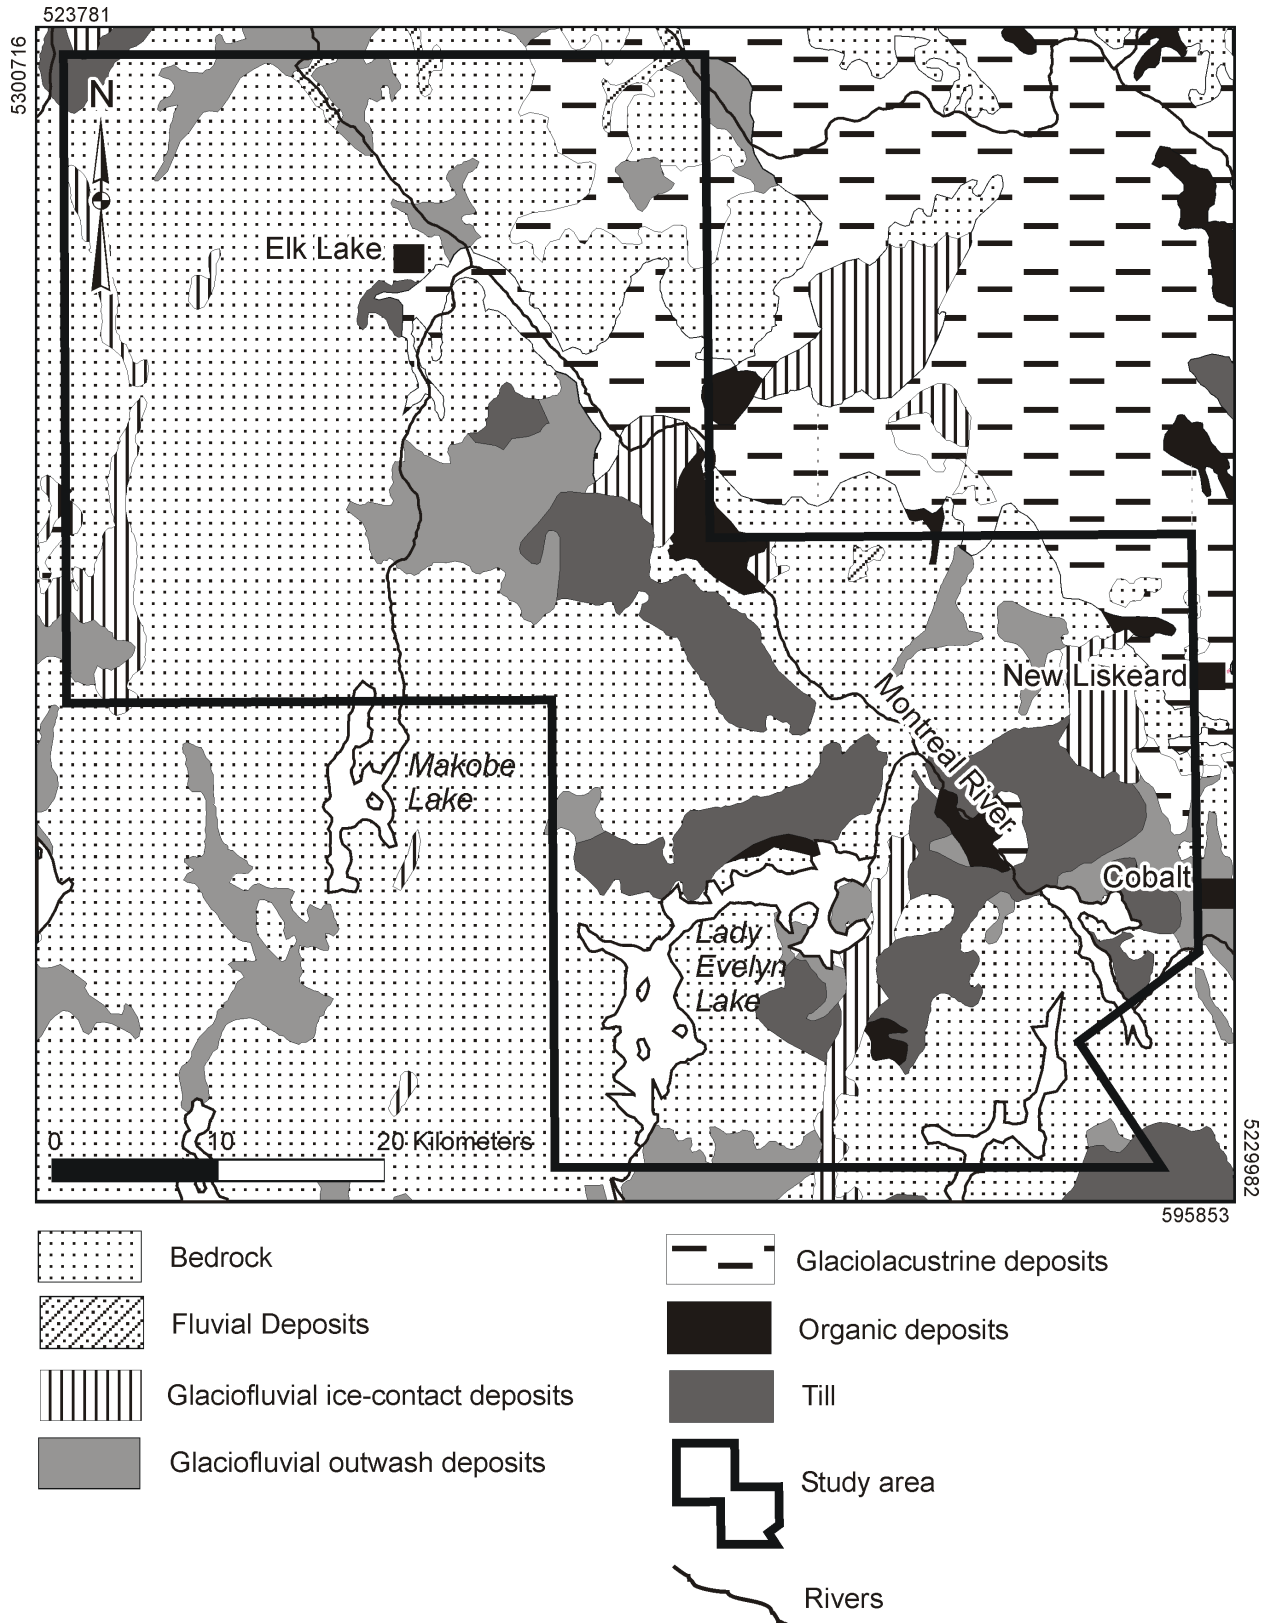 523781
5300716
N
Elk Lake
New Liskeard
Montreal River
Makobe
Lake
Cobalt
Lady
Evelyn
Lake
0 10 20 Kilometers
5229982
595853
Bedrock
Fluvial Deposits
Glaciofluvial ice-contact deposits
Glaciofluvial outwash deposits
Glaciolacustrine deposits
Organic deposits
Till
Study area
Rivers